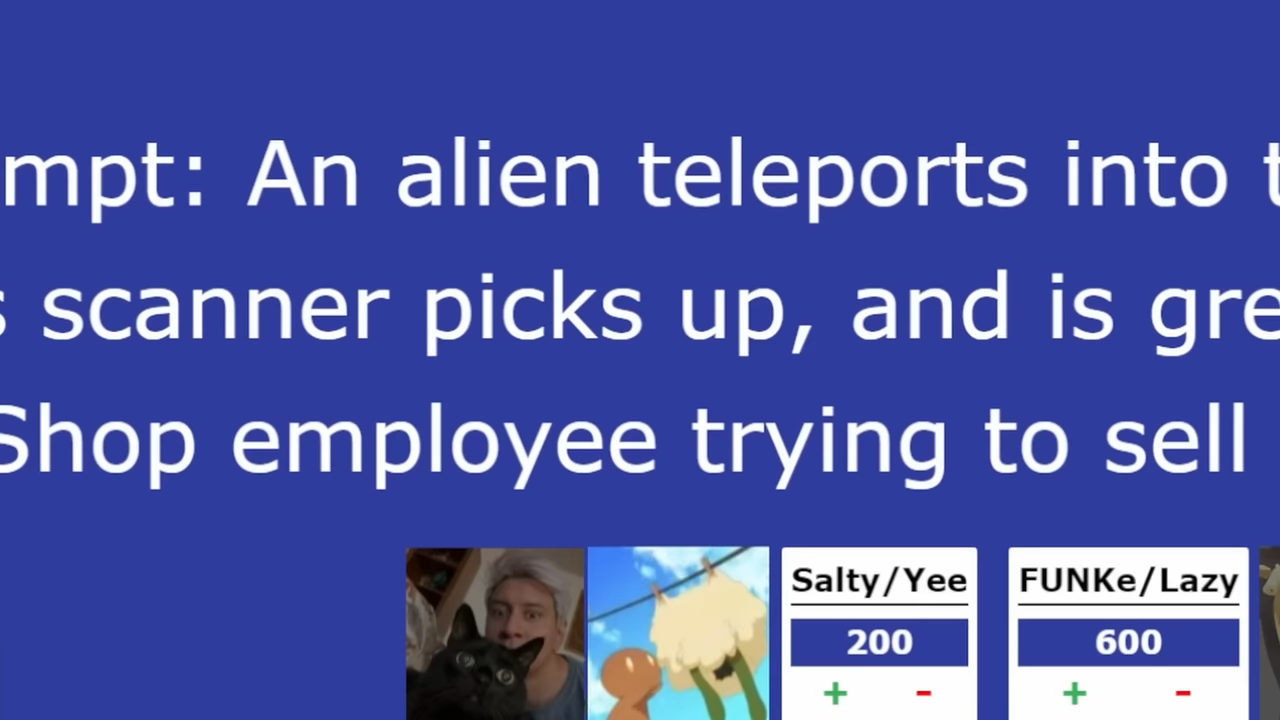 mpt: An alien teleports into t
s scanner picks up, and is gre
Shop employee trying to sell
Salty/Yee
200
+ -
FUNKe/Lazy
600
+ -